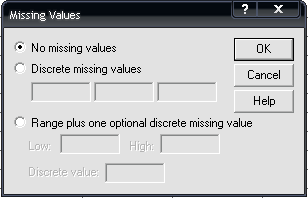 Missing Values
? X
No missing values
OK
Discrete missing values
Cancel
Help
Range plus one optional discrete missing value
Low: High:
Discrete value: